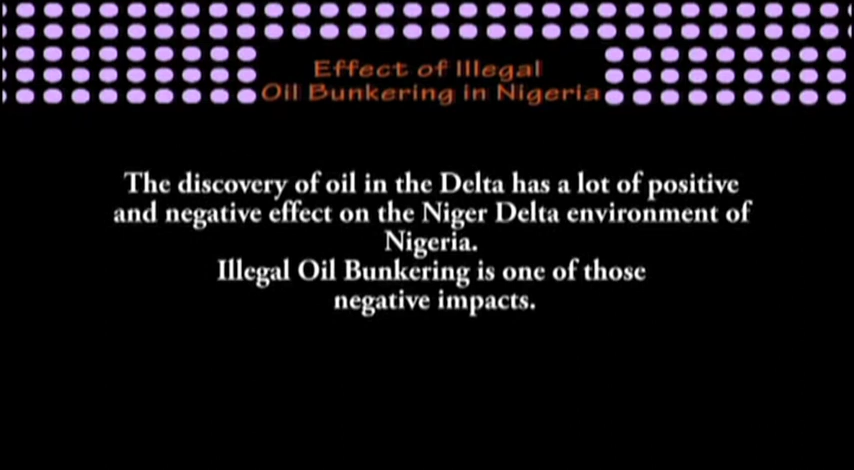 Effect of Illegal
Oil Bunkering in Nigeria
The discovery of oil in the Delta has a lot of positive
and negative effect on the Niger Delta environment of
Nigeria.
Illegal Oil Bunkering is one of those
negative impacts.